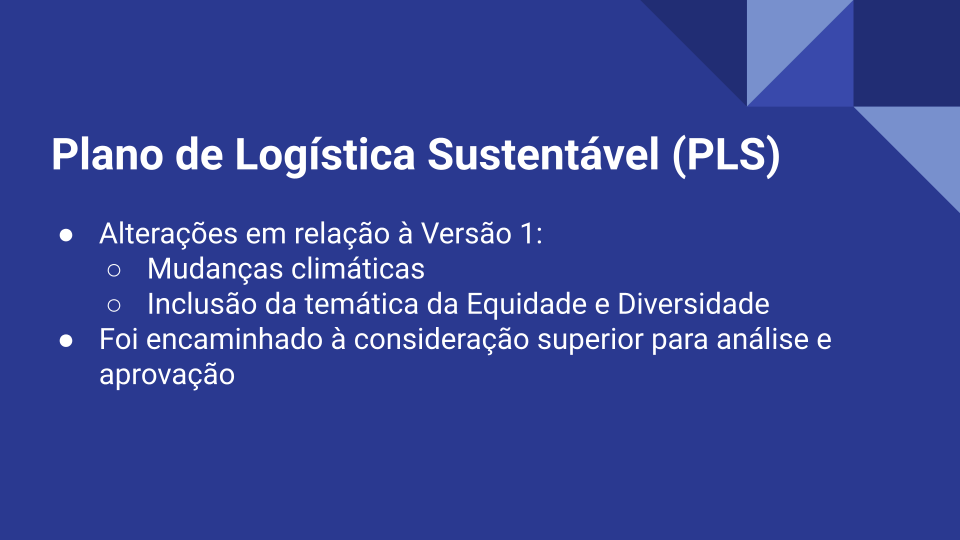 Plano de Logística Sustentável (PLS)
● Alterações em relação à Versão 1:
○ Mudanças climáticas
○ Inclusão da temática da Equidade e Diversidade
● Foi encaminhado à consideração superior para análise e
aprovação